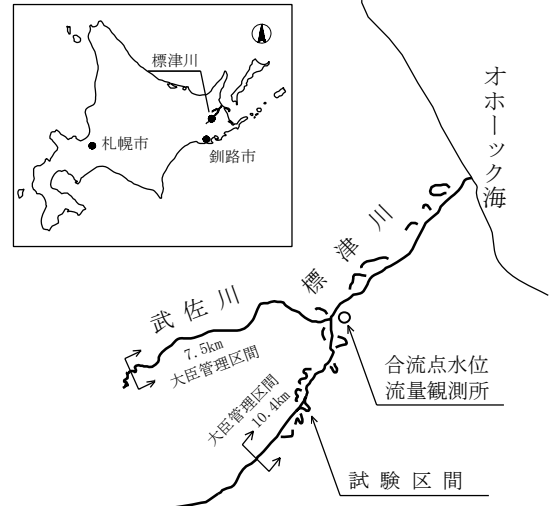 標津川
札幌市
釧路市
オホーツク海
標津川
武佐川
7.5km
大臣管理区間
大臣管理区間
10.4km
合流点水位
流量観測所
試験区間